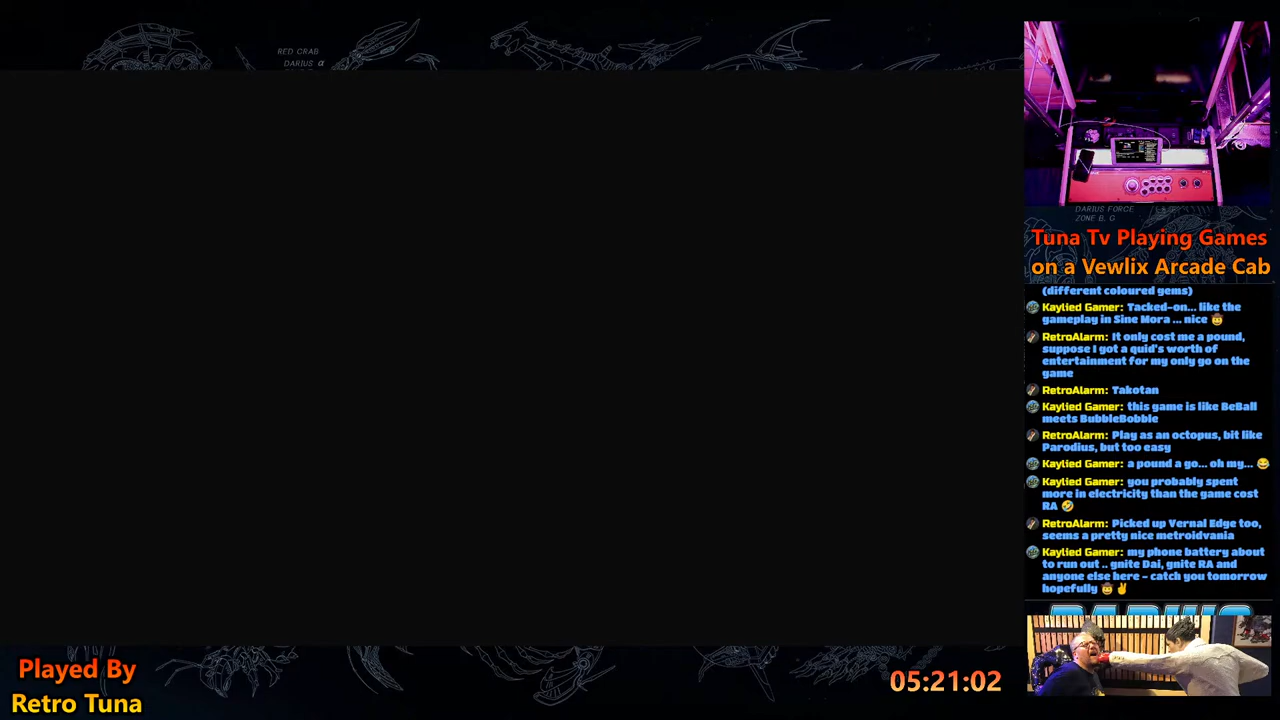 RED CRAB
DARIUS α
DARIUS FORCE
ZONE B. G
Tuna Tv Playing Games
on a Vewlix Arcade Cab
(different coloured gems)
Kaylied Gamer: Tacked-on... like the
gameplay in Sine Mora ... nice 🤠
RetroAlarm: It only cost me a pound,
suppose I got a quid's worth of
entertainment for my only go on the
game
RetroAlarm: Takotan
Kaylied Gamer: this game is like BeBall
meets BubbleBobble
RetroAlarm: Play as an octopus, bit like
Parodius, but too easy
Kaylied Gamer: a pound a go... oh my... 😂
Kaylied Gamer: you probably spent
more in electricity than the game cost
RA 🤣
RetroAlarm: Picked up Vernal Edge too,
seems a pretty nice metroidvania
Kaylied Gamer: my phone battery about
to run out .. gnite Dai, gnite RA and
anyone else here - catch you tomorrow
hopefully 🤠✌
Played By
Retro Tuna
05:21:02